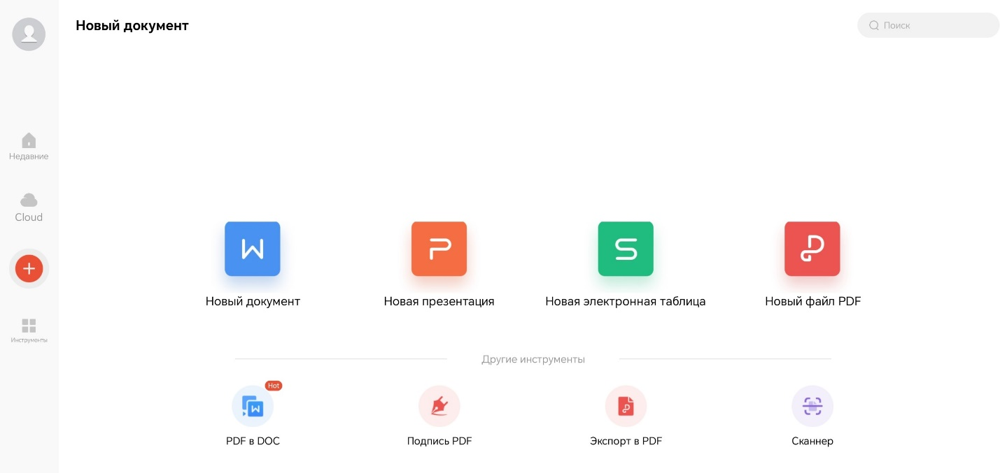 Новый документ
Поиск
Недавние
Cloud
Инструменты
W
P
S
P
Новый документ
Новая презентация
Новая электронная таблица
Новый файл PDF
Другие инструменты
Hot
W
PDF в DOC
Подпись PDF
Экспорт в PDF
Сканнер